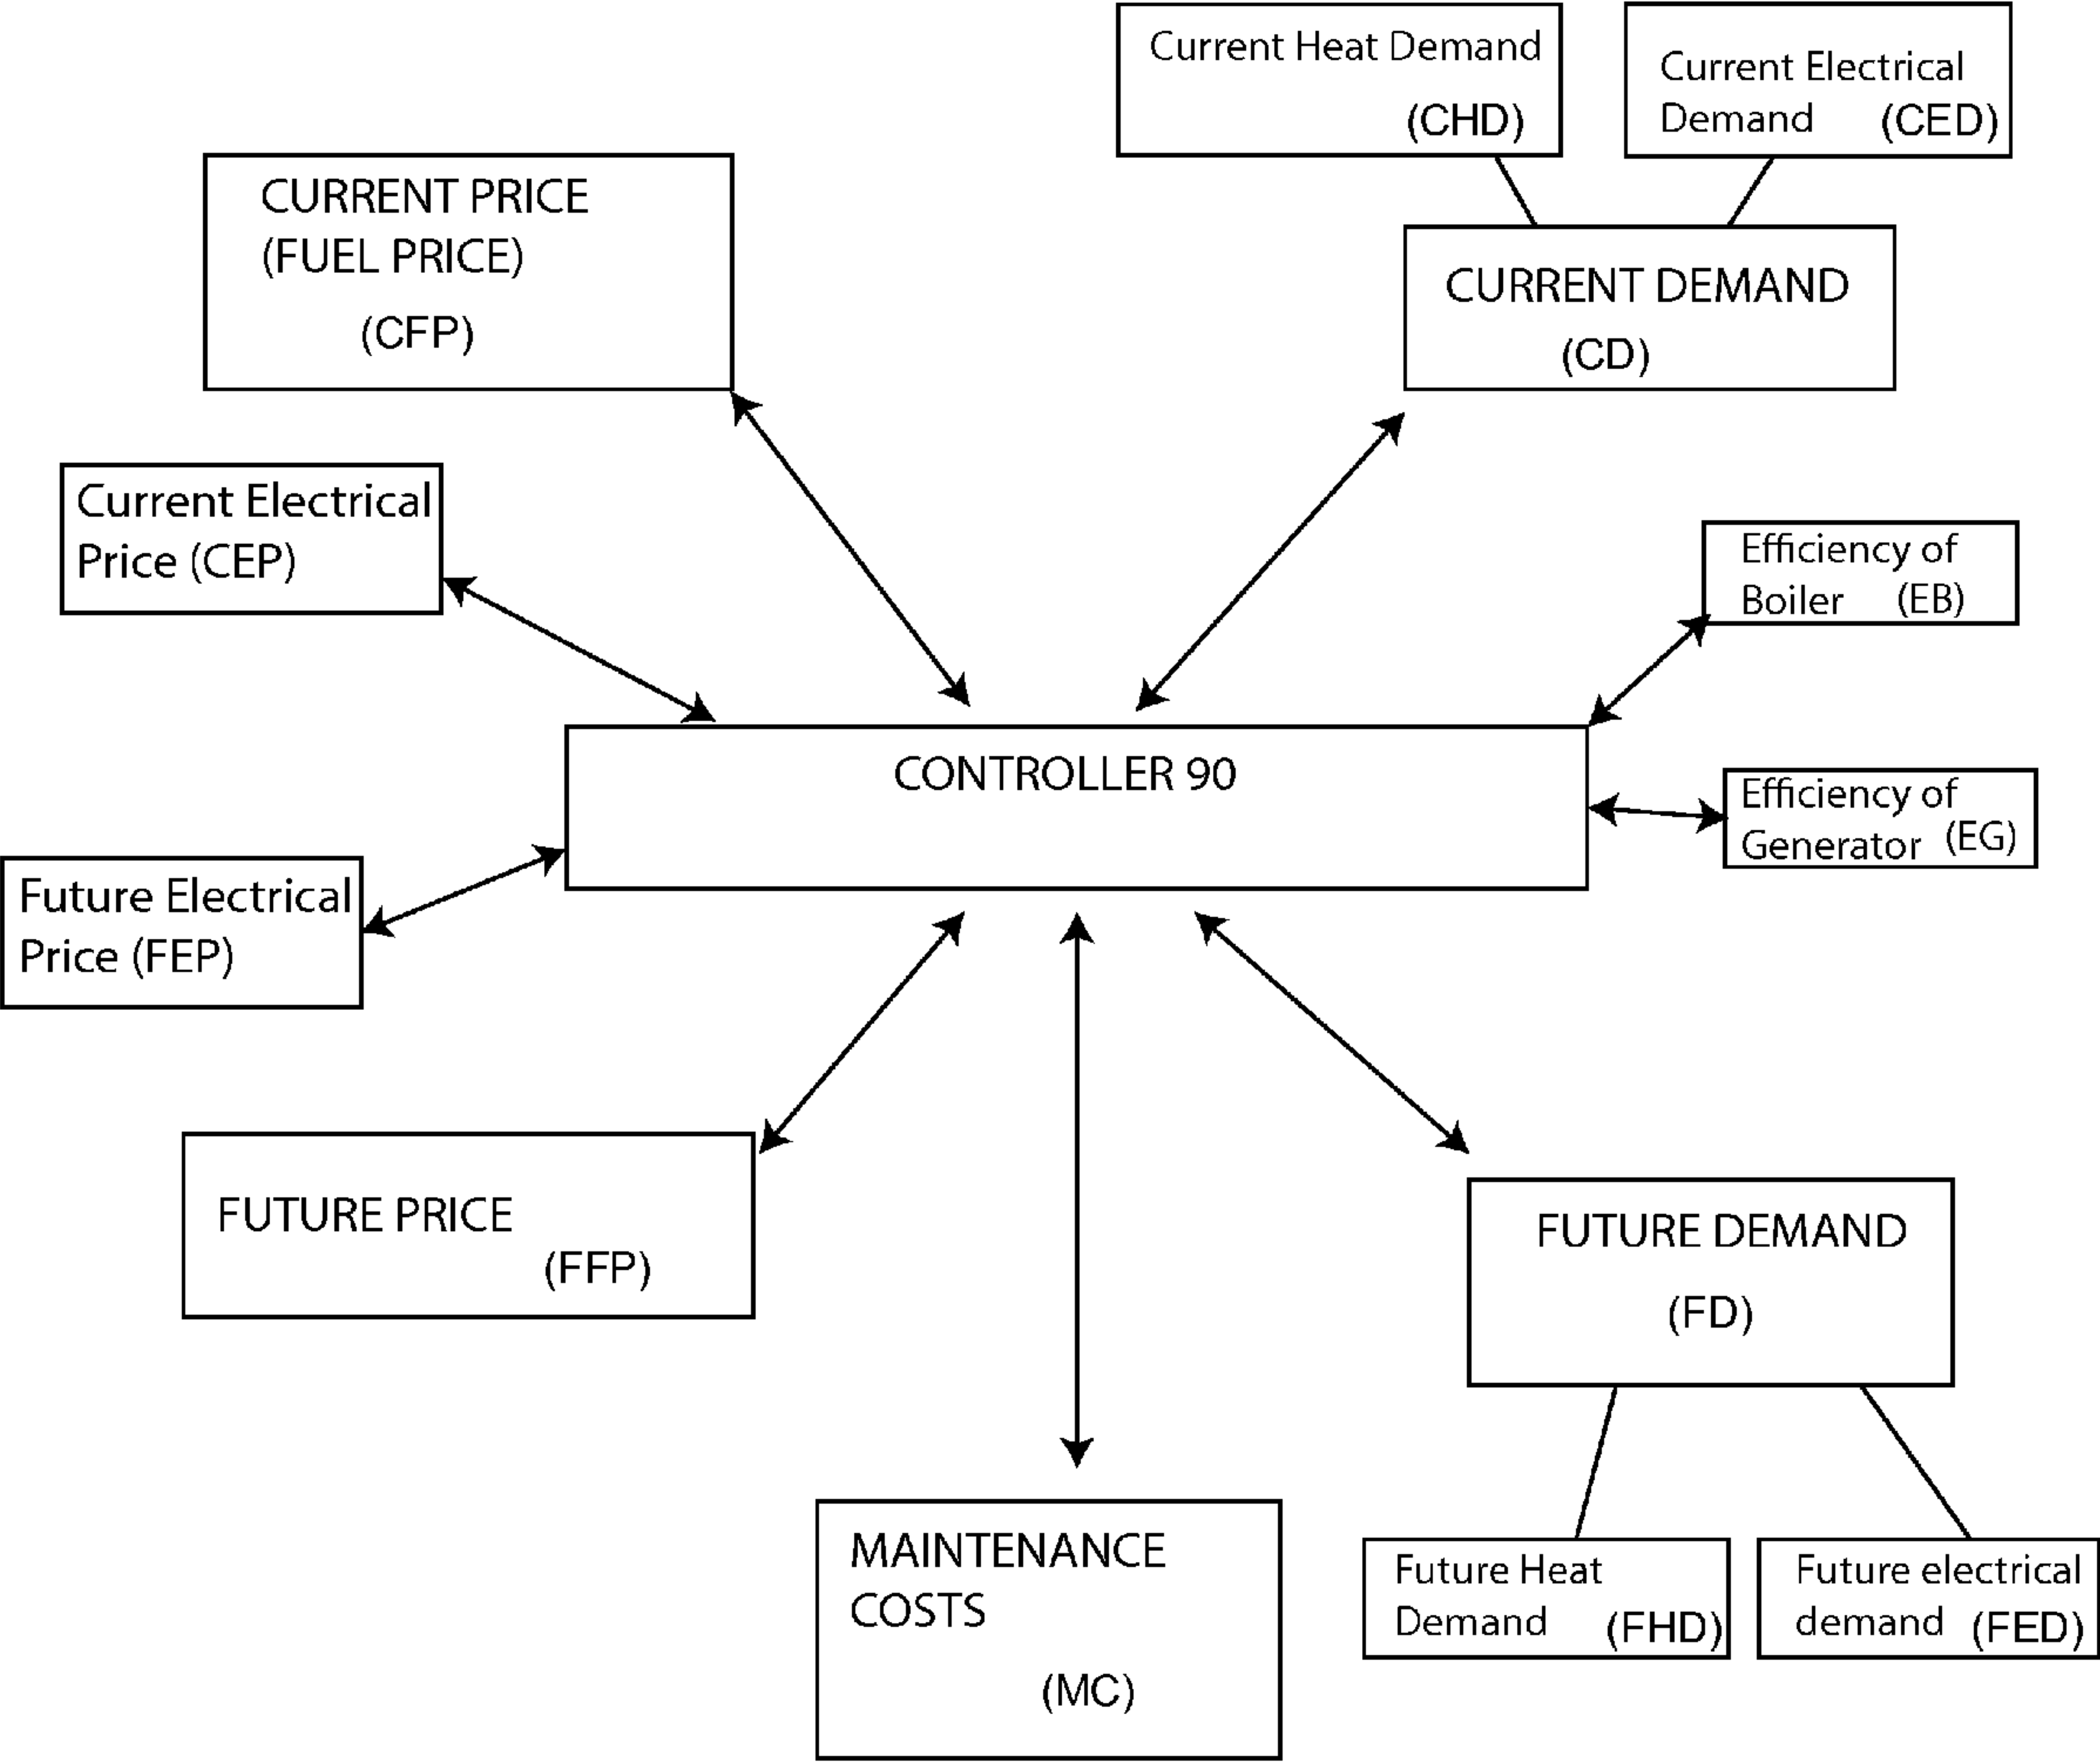 Current Heat Demand
(CHD)
Current Electrical
Demand (CED)
CURRENT PRICE
(FUEL PRICE)
(CFP)
CURRENT DEMAND
(CD)
Current Electrical
Price (CEP)
Efficiency of
Boiler (EB)
CONTROLLER 90
Efficiency of
Generator (EG)
Future Electrical
Price (FEP)
FUTURE PRICE
(FFP)
FUTURE DEMAND
(FD)
MAINTENANCE
COSTS
(MC)
Future Heat
Demand (FHD)
Future electrical
demand (FED)